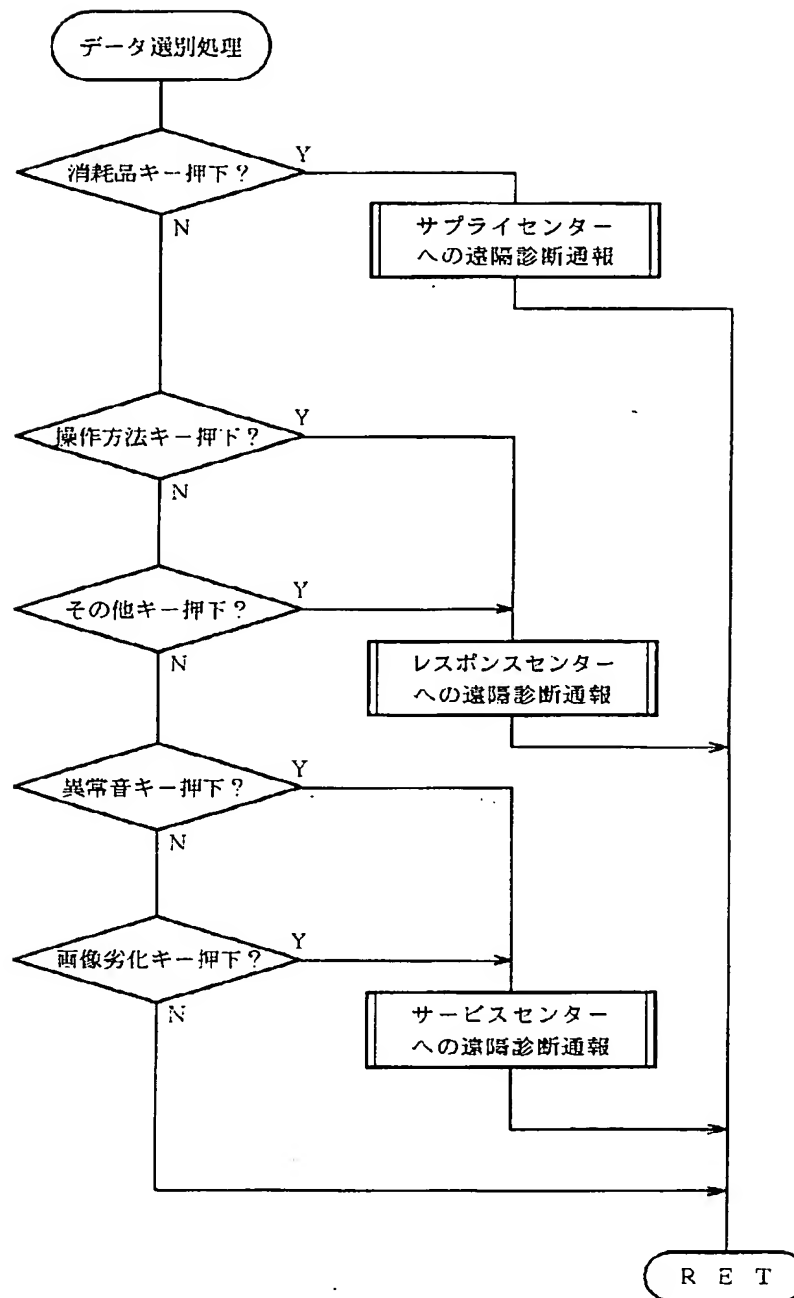 データ選別処理
消耗品キー押下?
Y
N
サプライセンター
への遠隔診断通報
操作方法キー押下?
Y
N
その他キー押下?
Y
N
レスポンスセンター
への遠隔診断通報
異常音キー押下?
Y
N
画像劣化キー押下?
Y
N
サービスセンター
への遠隔診断通報
R E T